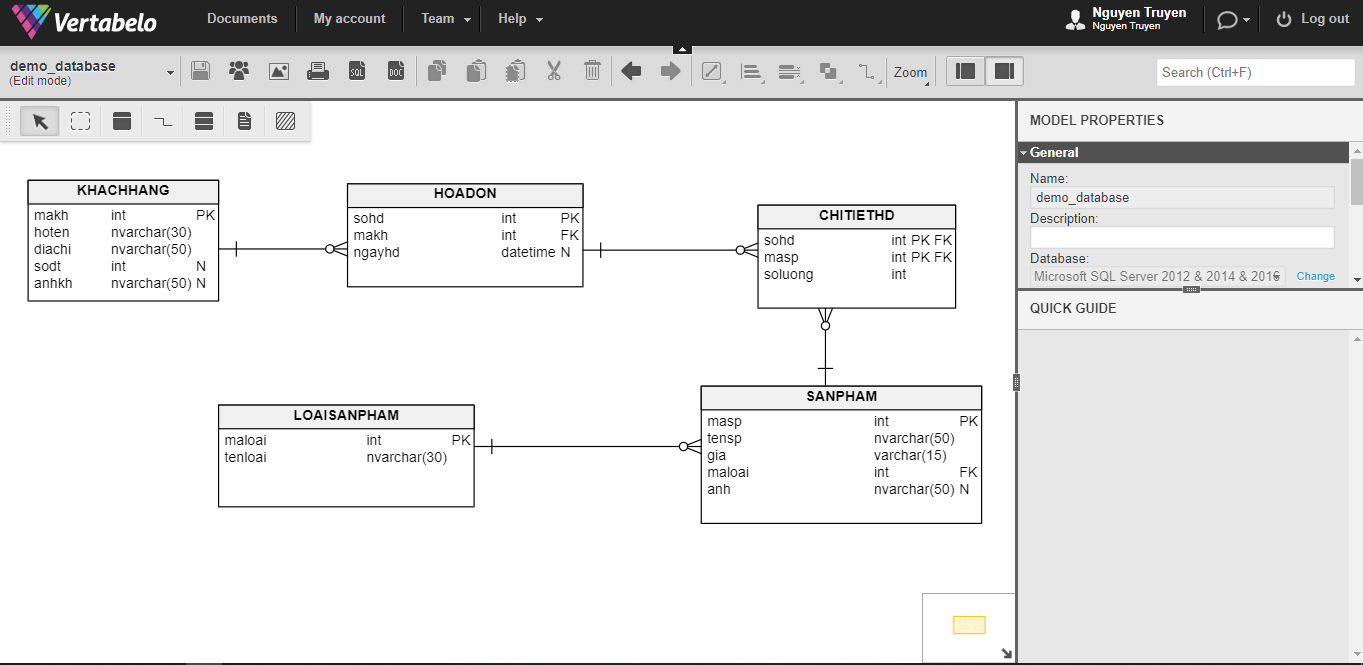 Vertabelo Documents My account Team Help Nguyen Truyen Log out
Nguyen Truyen
demo_database
(Edit mode)
SQL DOC Zoom Search (Ctrl+F)
MODEL PROPERTIES
General
Name:
demo_database
Description:
Database:
Microsoft SQL Server 2012 & 2014 & 2016 Change
QUICK GUIDE
KHACHHANG
makh int PK
hoten nvarchar(30)
diachi nvarchar(50)
sodt int N
anhkh nvarchar(50) N
HOADON
sohd int PK
makh int FK
ngayhd datetime N
CHITIETHD
sohd int PK FK
masp int PK FK
soluong int
LOAISANPHAM
maloai int PK
tenloai nvarchar(30)
SANPHAM
masp int PK
tensp nvarchar(50)
gia varchar(15)
maloai int FK
anh nvarchar(50) N